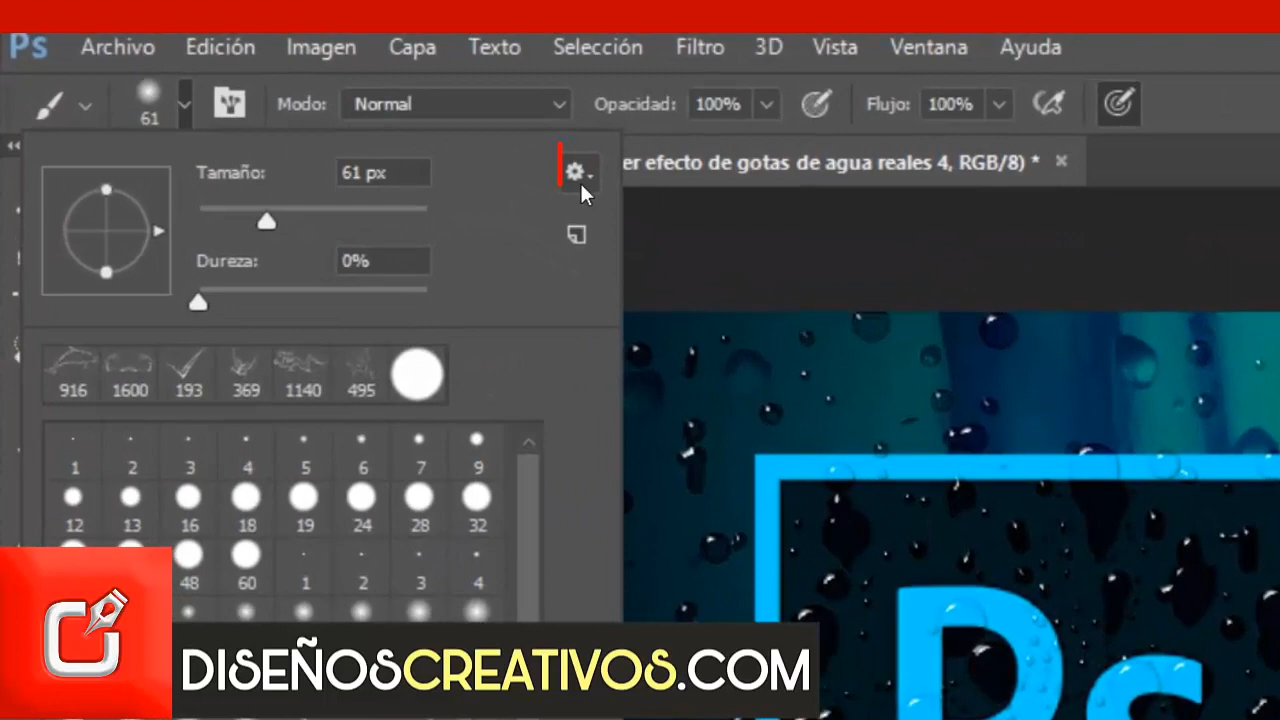 Ps Archivo Edición Imagen Capa Texto Selección Filtro 3D Vista Ventana Ayuda
61 Modo: Normal Opacidad: 100% Flujo: 100%
er efecto de gotas de agua reales 4, RGB/8) *
Tamaño: 61 px
Dureza: 0%
916 1600 193 369 1140 495
1 2 3 4 5 6 7 9
12 13 16 18 19 24 28 32
48 60 1 2 3 4
Ps
DISEÑOSCREATIVOS.COM